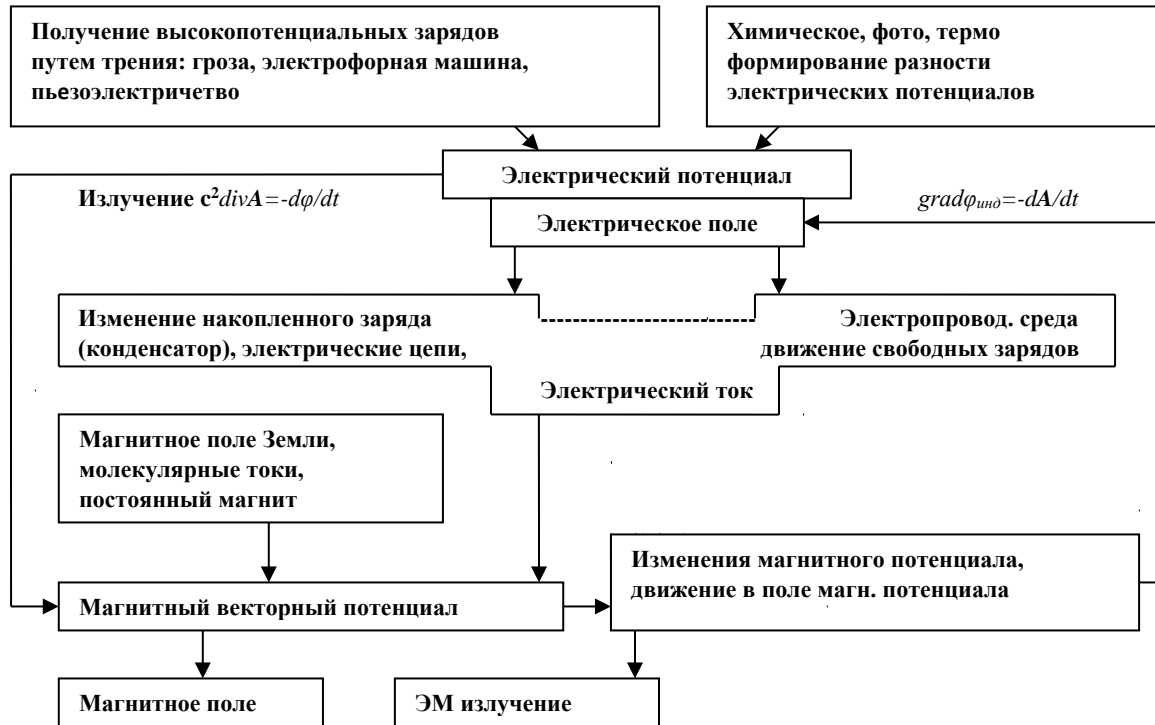 Получение высокопотенциальных зарядов
путем трения: гроза, электрофорная машина,
пьезоэлектричетво
Химическое, фото, термо
формирование разности
электрических потенциалов
Электрический потенциал
Излучение c²divA=-dφ/dt
gradφинд=-dA/dt
Электрическое поле
Изменение накопленного заряда
(конденсатор), электрические цепи,
Электропровод. среда
движение свободных зарядов
Электрический ток
Магнитное поле Земли,
молекулярные токи,
постоянный магнит
Изменения магнитного потенциала,
движение в поле магн. потенциала
Магнитный векторный потенциал
Магнитное поле
ЭМ излучение